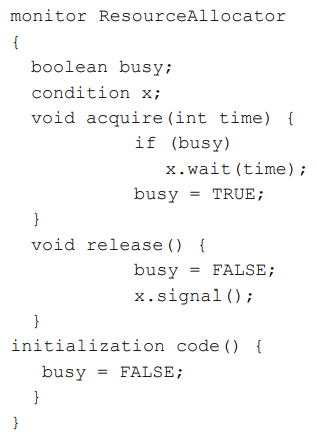 monitor ResourceAllocator
{
  boolean busy;
  condition x;
  void acquire(int time) {
            if (busy)
               x.wait(time);
            busy = TRUE;
  }
  void release() {
            busy = FALSE;
            x.signal();
  }
initialization code() {
   busy = FALSE;
  }
}